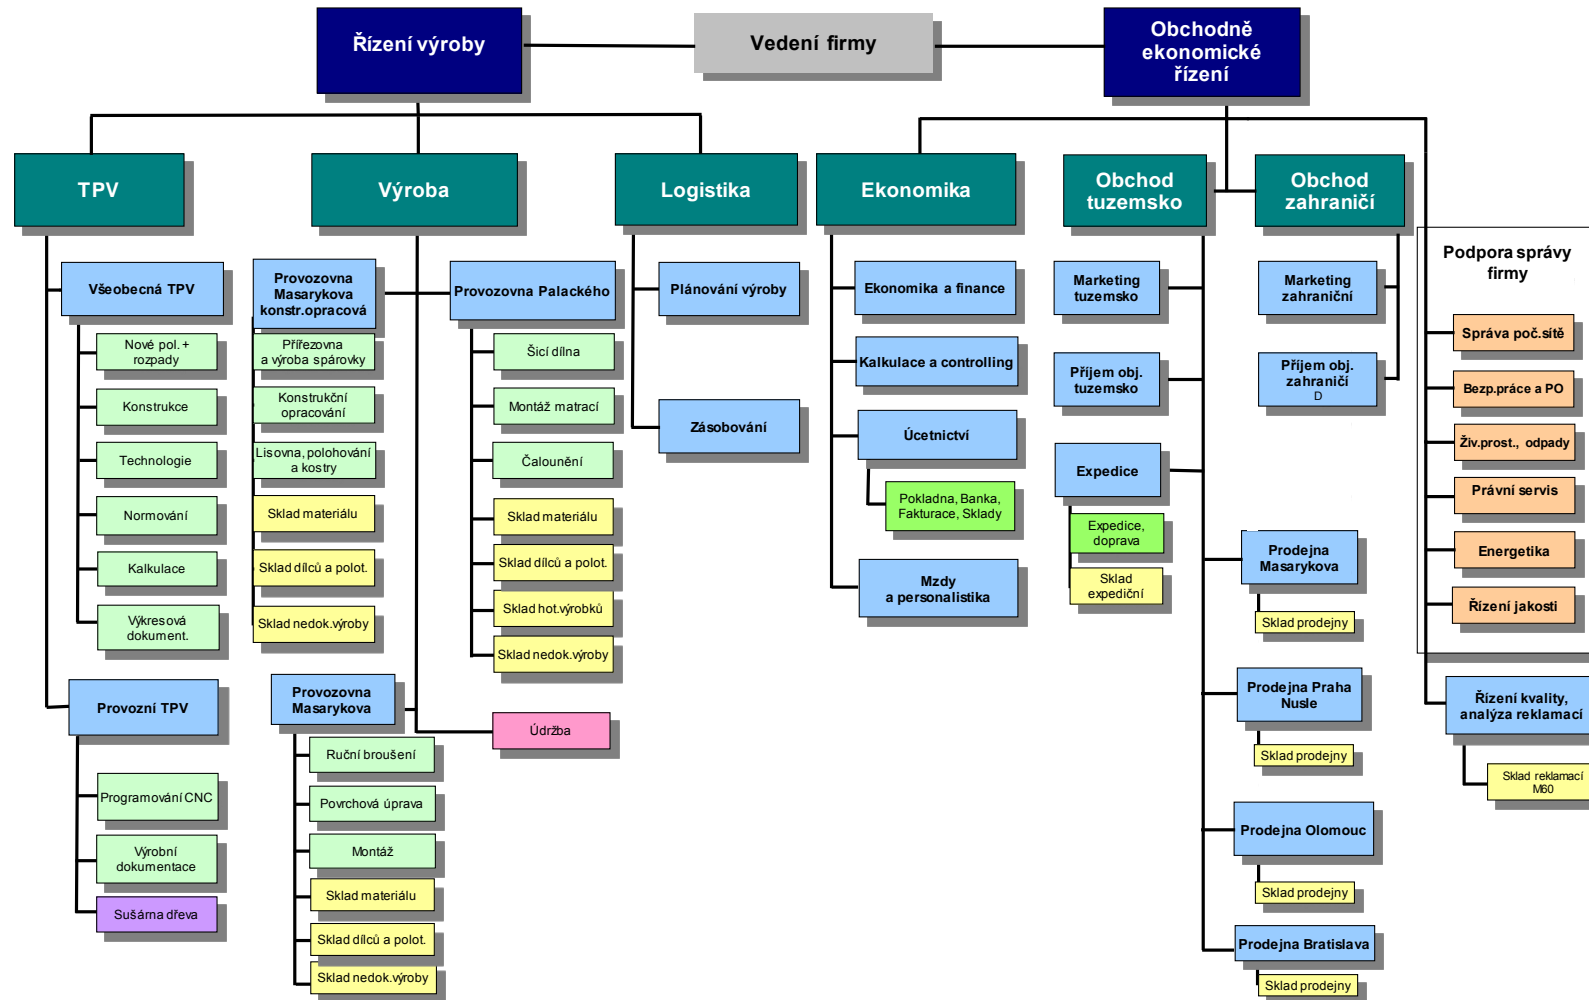 Řízení výroby
Vedení firmy
Obchodně
ekonomické
řízení
TPV
Výroba
Logistika
Ekonomika
Obchod
tuzemsko
Obchod
zahraničí
Všeobecná TPV
Nové pol. +
rozpady
Konstrukce
Technologie
Normování
Kalkulace
Výkresová
dokument.
Provozní TPV
Programování CNC
Výrobní
dokumentace
Sušárna dřeva
Provozovna
Masarykova
konstr.opracová
Přířezovna
a výroba spárovky
Konstrukční
opracování
Lisovna, polohování
a kostry
Sklad materiálu
Sklad dílců a polot.
Sklad nedok.výroby
Provozovna
Masarykova
Ruční broušení
Povrchová úprava
Montáž
Sklad materiálu
Sklad dílců a polot.
Sklad nedok.výroby
Provozovna Palackého
Šicí dílna
Montáž matrací
Čalounění
Sklad materiálu
Sklad dílců a polot.
Sklad hot.výrobků
Sklad nedok.výroby
Údržba
Plánování výroby
Zásobování
Ekonomika a finance
Kalkulace a controlling
Účetnictví
Pokladna, Banka,
Fakturace, Sklady
Mzdy
a personalistika
Marketing
tuzemsko
Příjem obj.
tuzemsko
Expedice
Expedice,
doprava
Sklad
expediční
Marketing
zahraniční
Příjem obj.
zahraničí
D
Prodejna
Masarykova
Sklad prodejny
Prodejna Praha
Nusle
Sklad prodejny
Prodejna Olomouc
Sklad prodejny
Prodejna Bratislava
Sklad prodejny
Podpora správy
firmy
Správa poč.sítě
Bezp.práce a PO
Živ.prost., odpady
Právní servis
Energetika
Řízení jakosti
Řízení kvality,
analýza reklamací
Sklad reklamací
M60